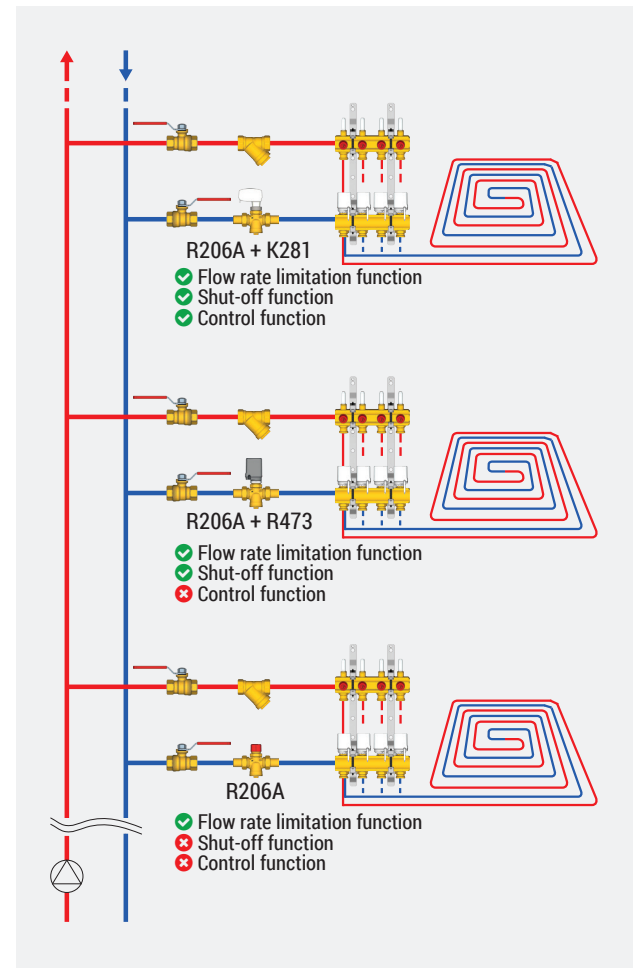 R206A + K281
Flow rate limitation function
Shut-off function
Control function
R206A + R473
Flow rate limitation function
Shut-off function
Control function
R206A
Flow rate limitation function
Shut-off function
Control function